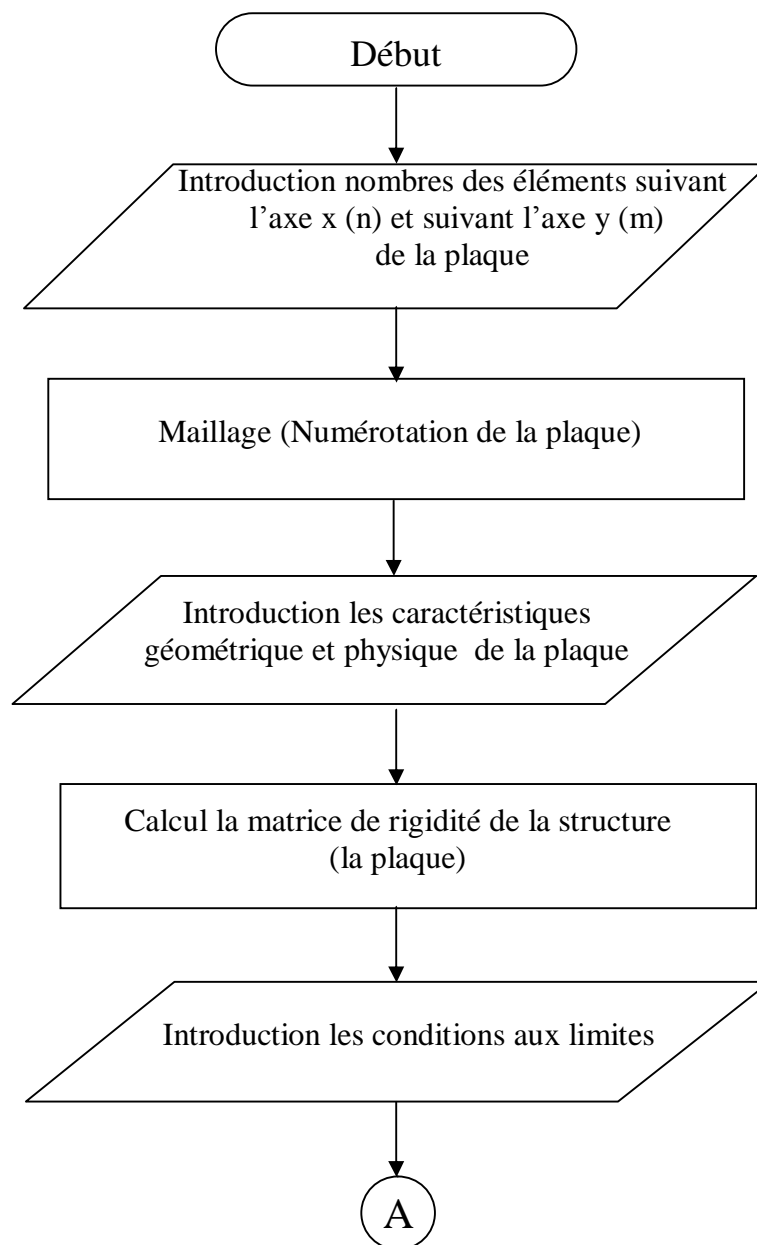 Début
Introduction nombres des éléments suivant
l’axe x (n) et suivant l’axe y (m)
de la plaque
Maillage (Numérotation de la plaque)
Introduction les caractéristiques
géométrique et physique de la plaque
Calcul la matrice de rigidité de la structure
(la plaque)
Introduction les conditions aux limites
A